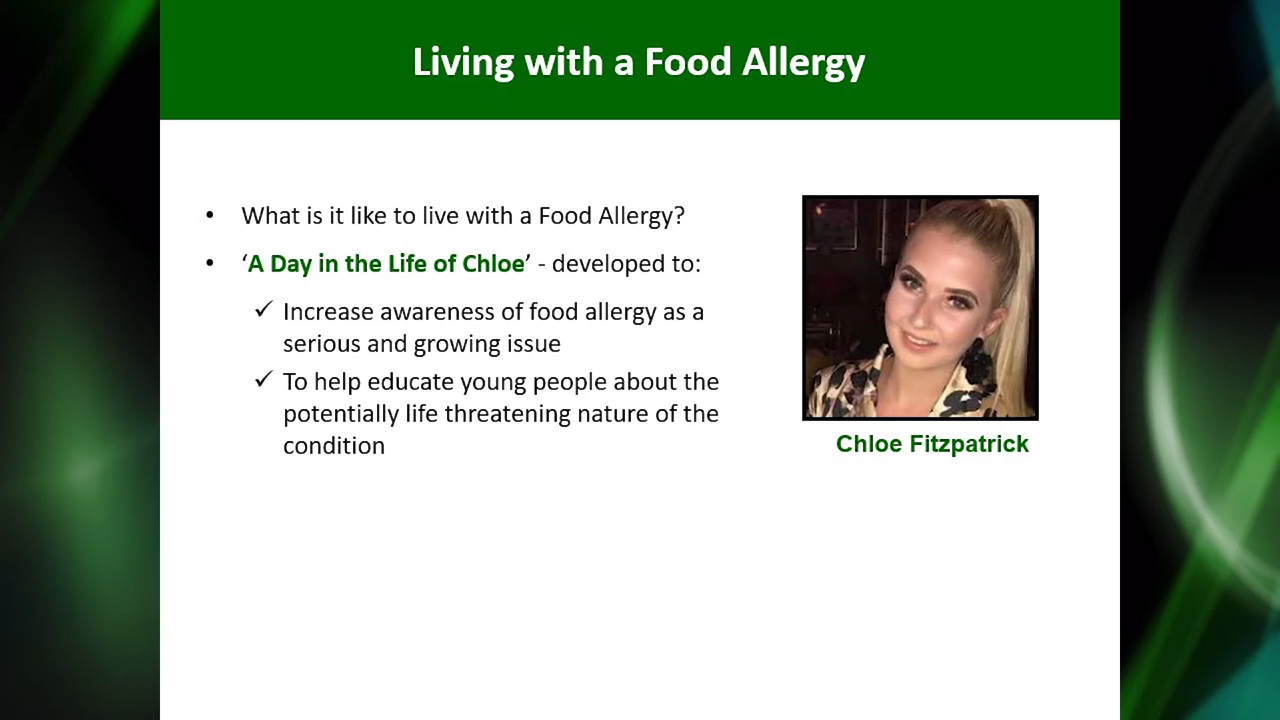 Living with a Food Allergy
• What is it like to live with a Food Allergy?
• ‘A Day in the Life of Chloe’ - developed to:
✓ Increase awareness of food allergy as a
serious and growing issue
✓ To help educate young people about the
potentially life threatening nature of the
condition
Chloe Fitzpatrick